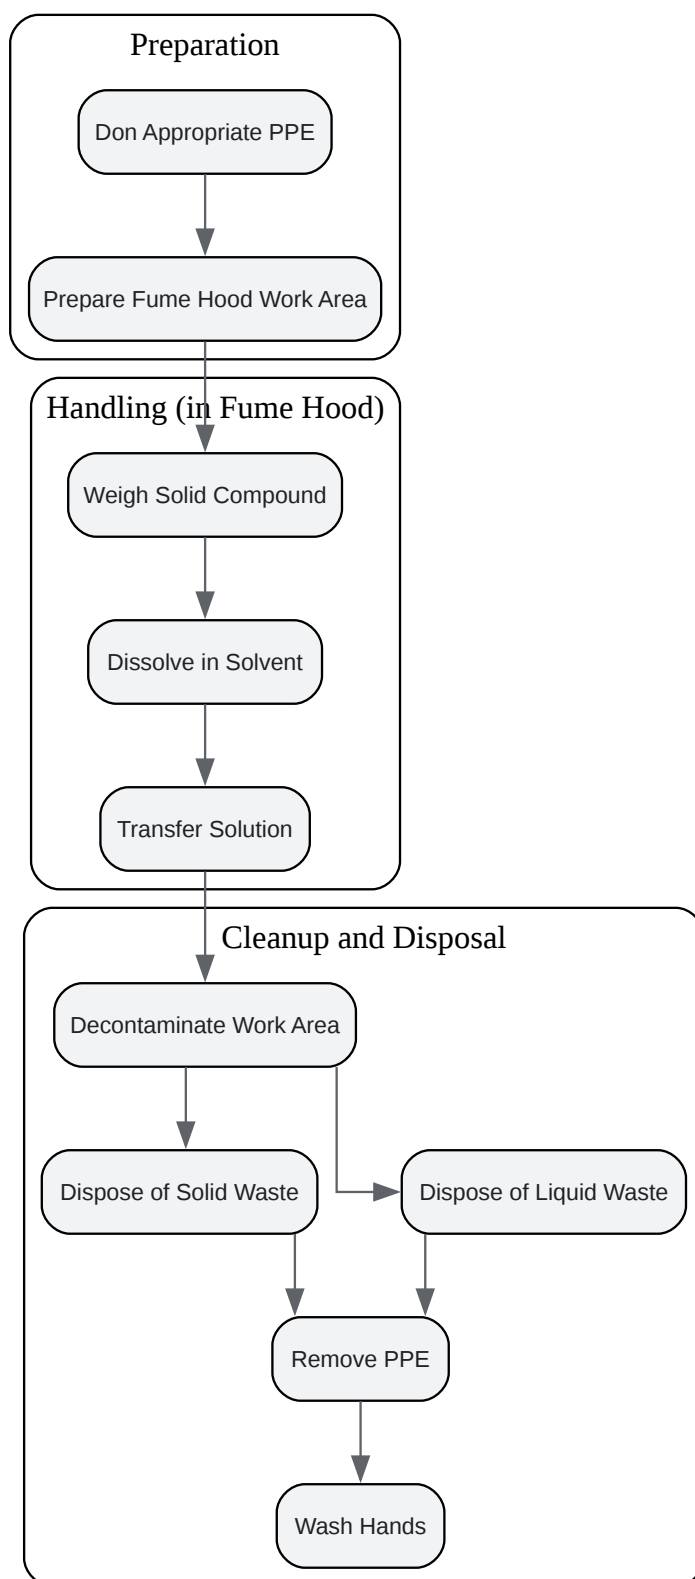 Preparation
Don Appropriate PPE
Prepare Fume Hood Work Area
Handling (in Fume Hood)
Weigh Solid Compound
Dissolve in Solvent
Transfer Solution
Cleanup and Disposal
Decontaminate Work Area
Dispose of Solid Waste
Dispose of Liquid Waste
Remove PPE
Wash Hands